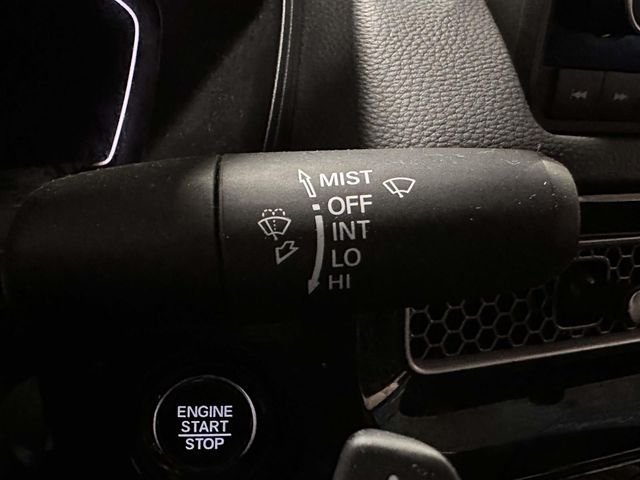 MIST
OFF
INT
LO
HI
ENGINE
START
STOP